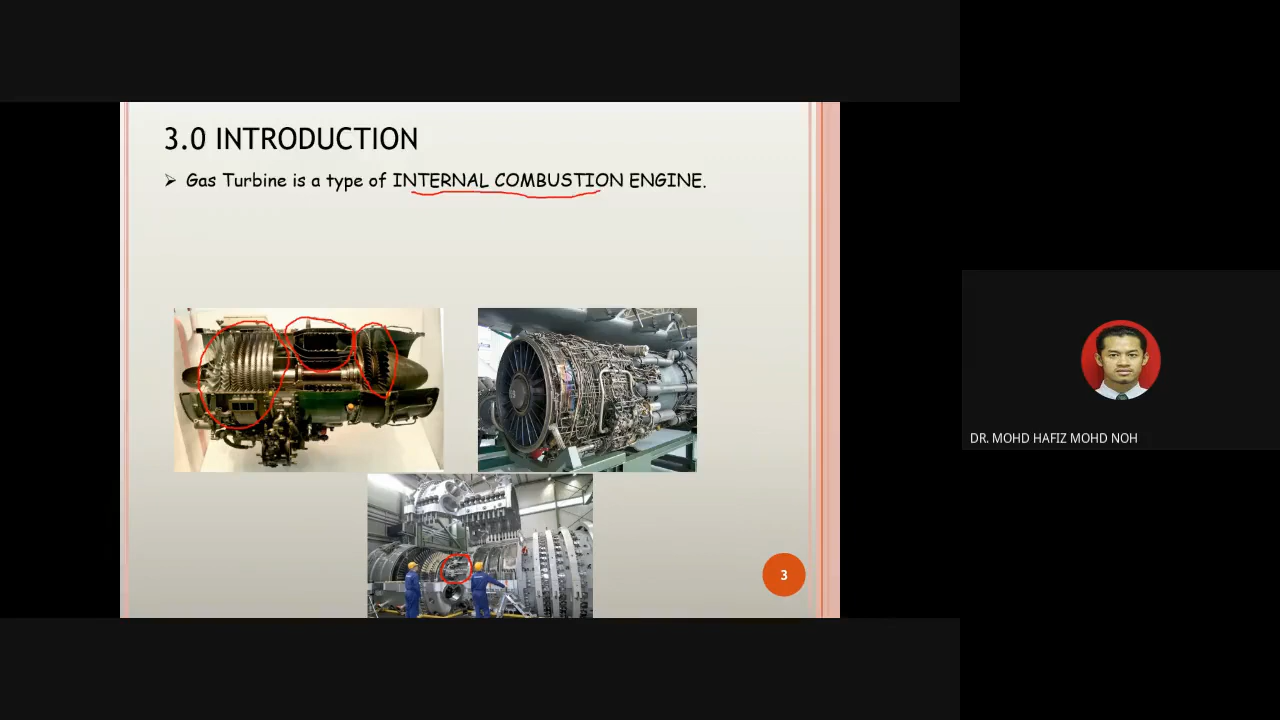 3.0 INTRODUCTION
Gas Turbine is a type of INTERNAL COMBUSTION ENGINE.
3
DR. MOHD HAFIZ MOHD NOH